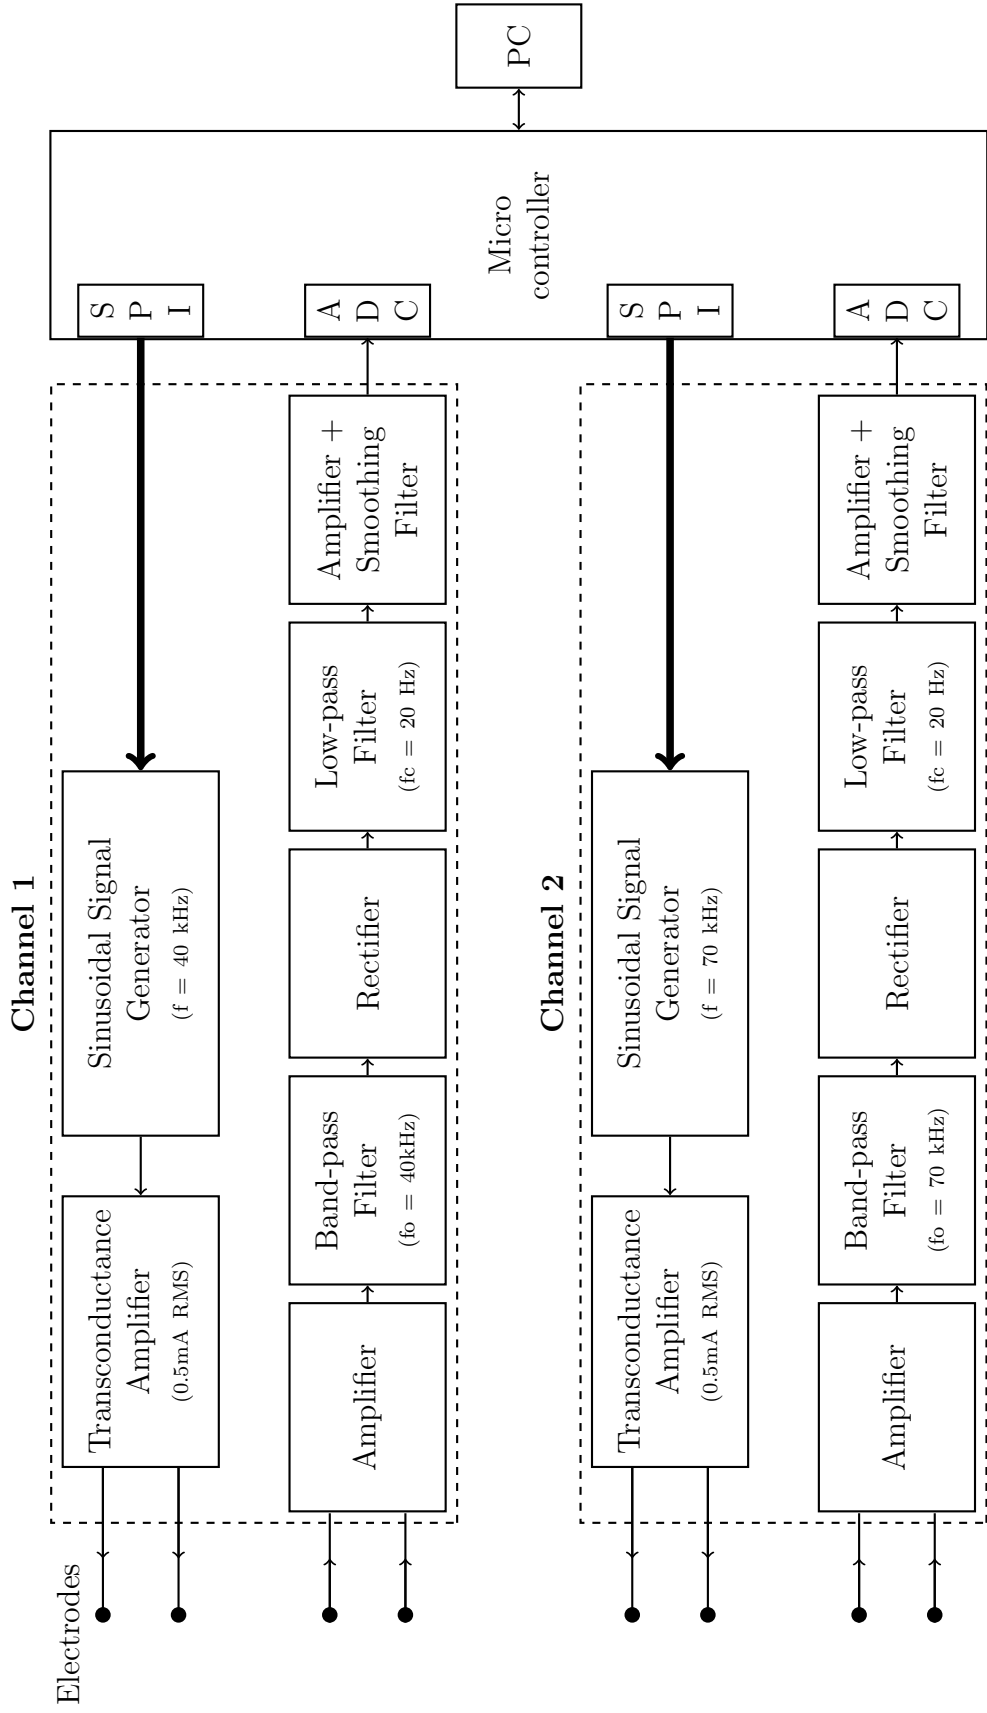 Channel 1
Electrodes
Transconductance
Amplifier
(0.5mA RMS)
Sinusoidal Signal
Generator
(f = 40 kHz)
S
P
I
Amplifier
Band-pass
Filter
(fo = 40kHz)
Rectifier
Low-pass
Filter
(fc = 20 Hz)
Amplifier +
Smoothing
Filter
A
D
C
Micro
controller
PC
Channel 2
Transconductance
Amplifier
(0.5mA RMS)
Sinusoidal Signal
Generator
(f = 70 kHz)
S
P
I
Amplifier
Band-pass
Filter
(fo = 70 kHz)
Rectifier
Low-pass
Filter
(fc = 20 Hz)
Amplifier +
Smoothing
Filter
A
D
C